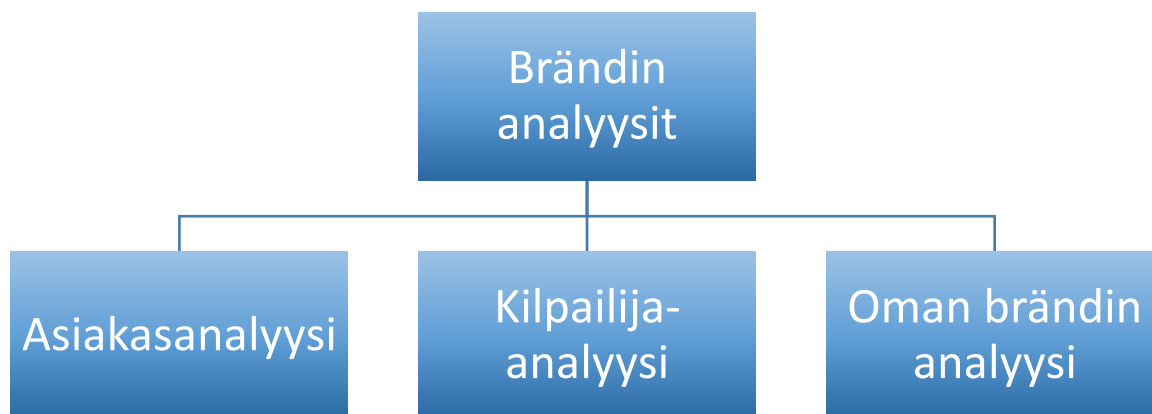 Brändin
analyysit
Asiakasanalyysi
Kilpailija-
analyysi
Oman brändin
analyysi